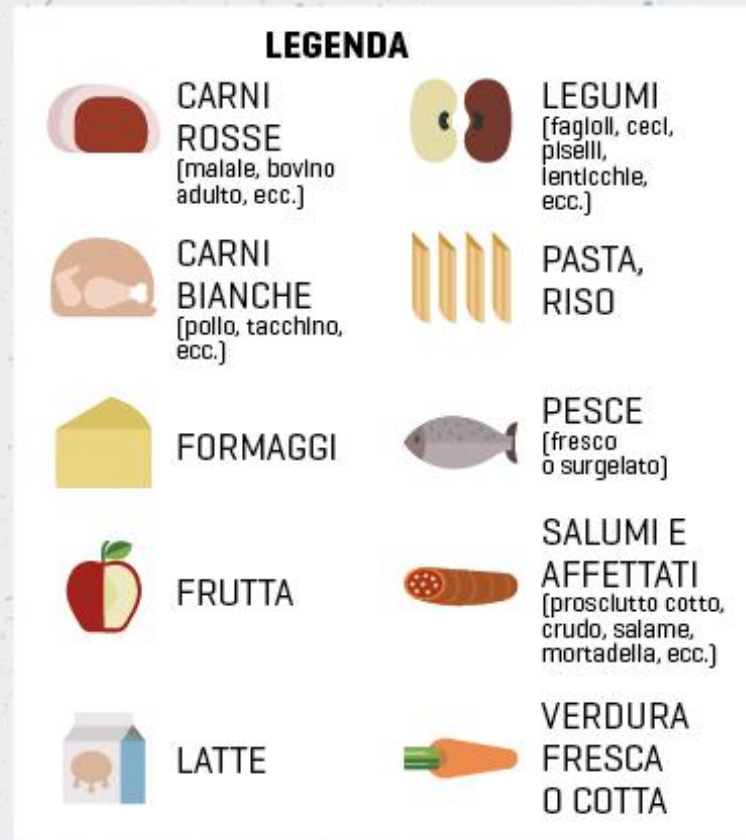 LEGENDA
CARNI
ROSSE
(maiale, bovino
adulto, ecc.)
CARNI
BIANCHE
(pollo, tacchino,
ecc.)
FORMAGGI
FRUTTA
LATTE
LEGUMI
(fagioli, ceci,
piselli,
lenticchie,
ecc.)
PASTA,
RISO
PESCE
(fresco
o surgelato)
SALUMI E
AFFETTATI
(prosciutto cotto,
crudo, salame,
mortadella, ecc.)
VERDURA
FRESCA
O COTTA